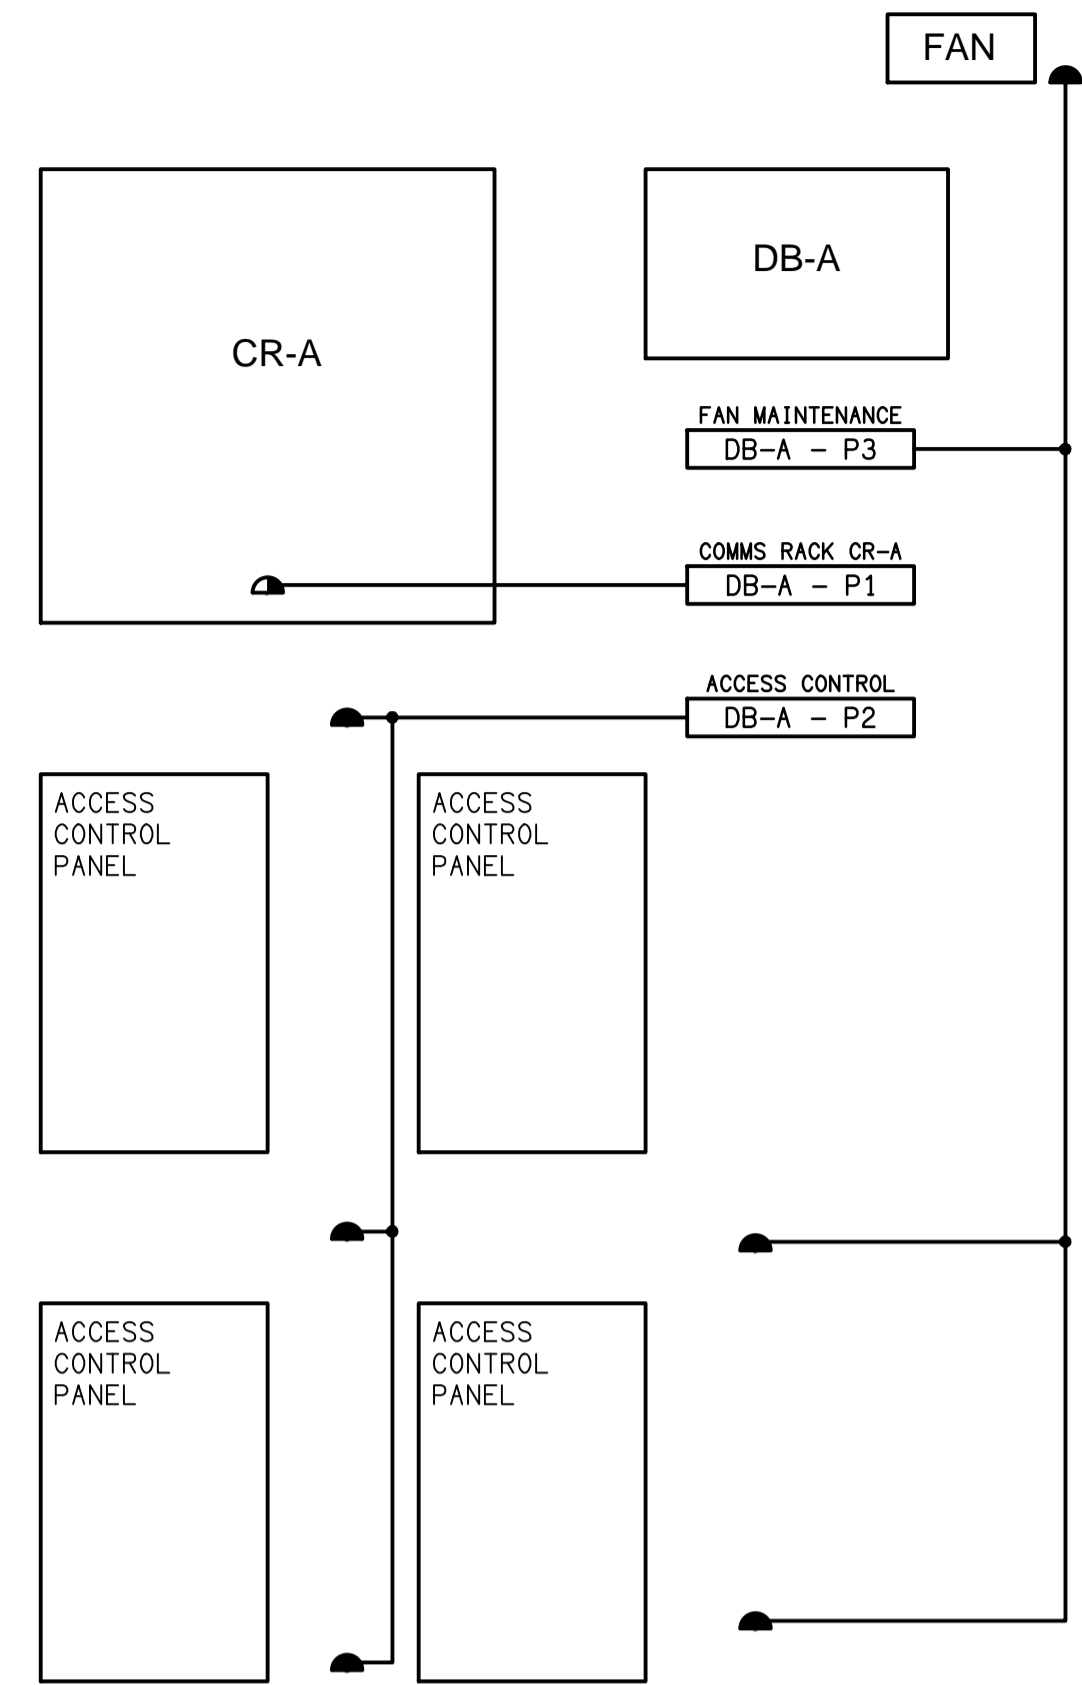 FAN
CR-A
DB-A
FAN MAINTENANCE
DB-A - P3
COMMS RACK CR-A
DB-A - P1
ACCESS CONTROL
DB-A - P2
ACCESS
CONTROL
PANEL
ACCESS
CONTROL
PANEL
ACCESS
CONTROL
PANEL
ACCESS
CONTROL
PANEL